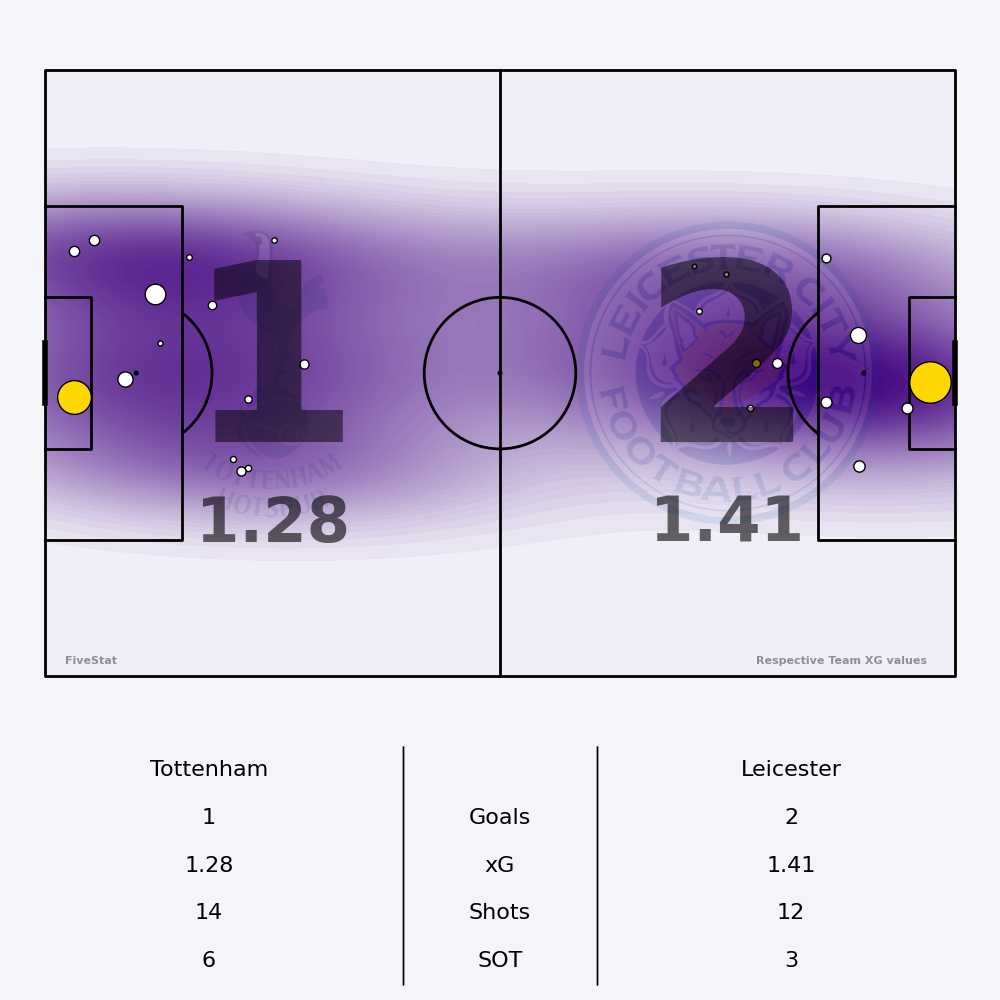 LEICESTER CITY
FOOTBALL CLUB
1
2
TOTTENHAM
HOTSPUR
1.28
1.41
FiveStat
Respective Team XG values
Tottenham
Leicester
1
Goals
2
1.28
xG
1.41
14
Shots
12
6
SOT
3